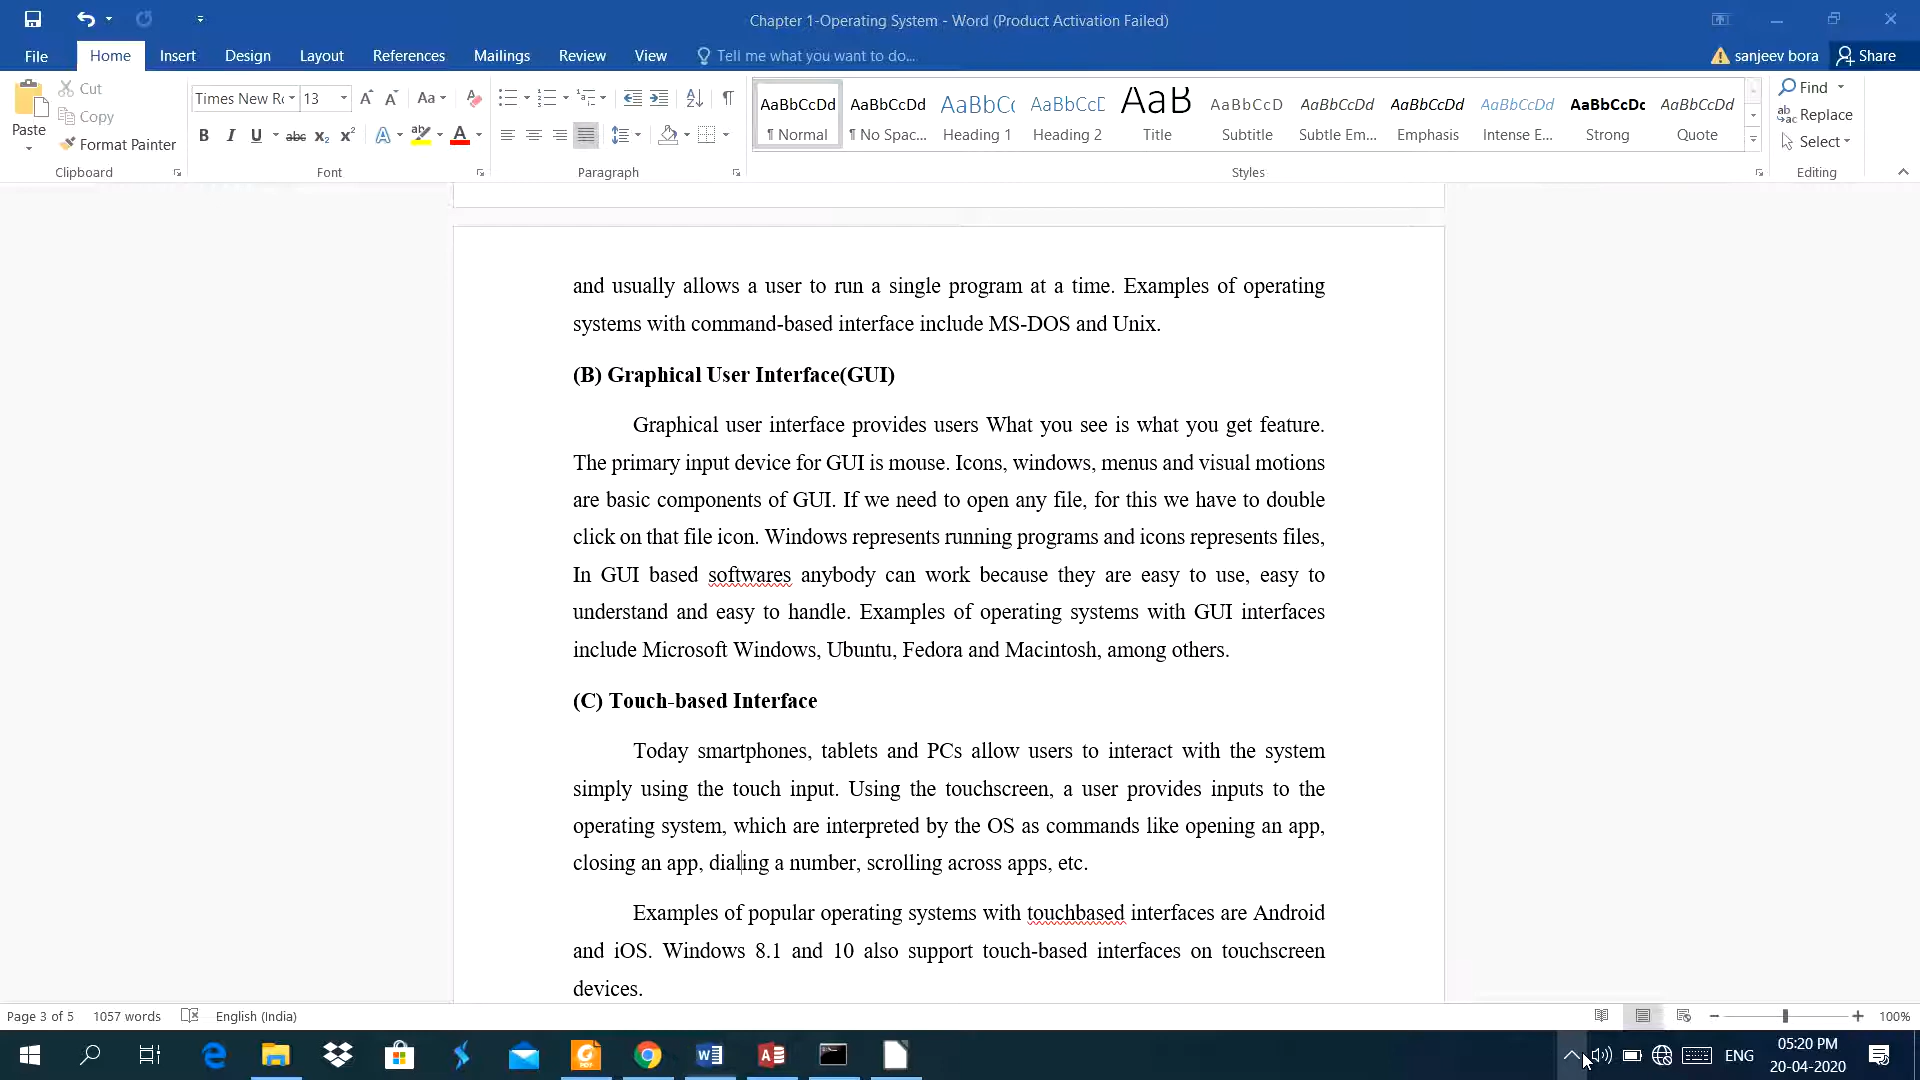 Chapter 1-Operating System - Word (Product Activation Failed)
File Home Insert Design Layout References Mailings Review View Tell me what you want to do... sanjeev bora Share
Paste
Cut
Copy
Format Painter
Clipboard
Times New Ro 13 Aa
B I U abc X₂ X² A ab A
Font
Paragraph
AaBbCcDd AaBbCcDd AaBbCc AaBbCcD AaB AaBbCcD AaBbCcDd AaBbCcDd AaBbCcDd AaBbCcDc AaBbCcDd
¶ Normal ¶ No Spac... Heading 1 Heading 2 Title Subtitle Subtle Em... Emphasis Intense E... Strong Quote
Styles
Find
Replace
Select
Editing
and usually allows a user to run a single program at a time. Examples of operating
systems with command-based interface include MS-DOS and Unix.
(B) Graphical User Interface(GUI)
Graphical user interface provides users What you see is what you get feature.
The primary input device for GUI is mouse. Icons, windows, menus and visual motions
are basic components of GUI. If we need to open any file, for this we have to double
click on that file icon. Windows represents running programs and icons represents files,
In GUI based softwares anybody can work because they are easy to use, easy to
understand and easy to handle. Examples of operating systems with GUI interfaces
include Microsoft Windows, Ubuntu, Fedora and Macintosh, among others.
(C) Touch-based Interface
Today smartphones, tablets and PCs allow users to interact with the system
simply using the touch input. Using the touchscreen, a user provides inputs to the
operating system, which are interpreted by the OS as commands like opening an app,
closing an app, dialing a number, scrolling across apps, etc.
Examples of popular operating systems with touchbased interfaces are Android
and iOS. Windows 8.1 and 10 also support touch-based interfaces on touchscreen
devices.
Page 3 of 5 1057 words English (India) 100%
ENG
05:20 PM
20-04-2020